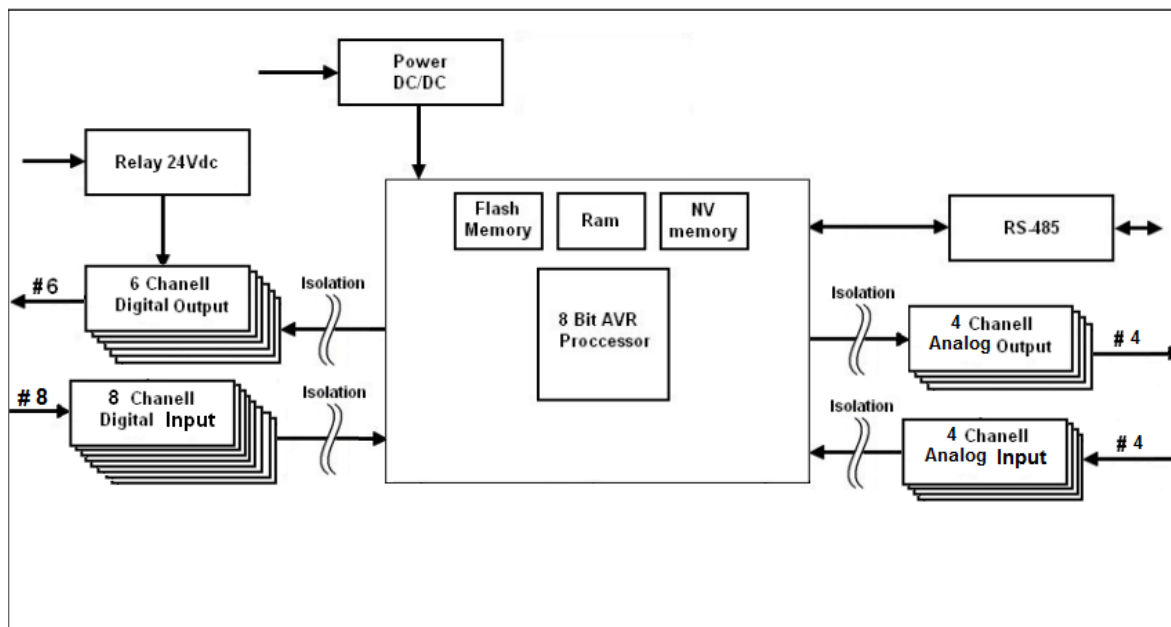 Power
DC/DC
Relay 24Vdc
Flash
Memory
Ram
NV
memory
RS-485
# 6
6 Chanell
Digital Output
Isolation
8 Bit AVR
Proccessor
Isolation
4 Chanell
Analog Output
# 4
# 8
8 Chanell
Digital Input
Isolation
Isolation
4 Chanell
Analog Input
# 4